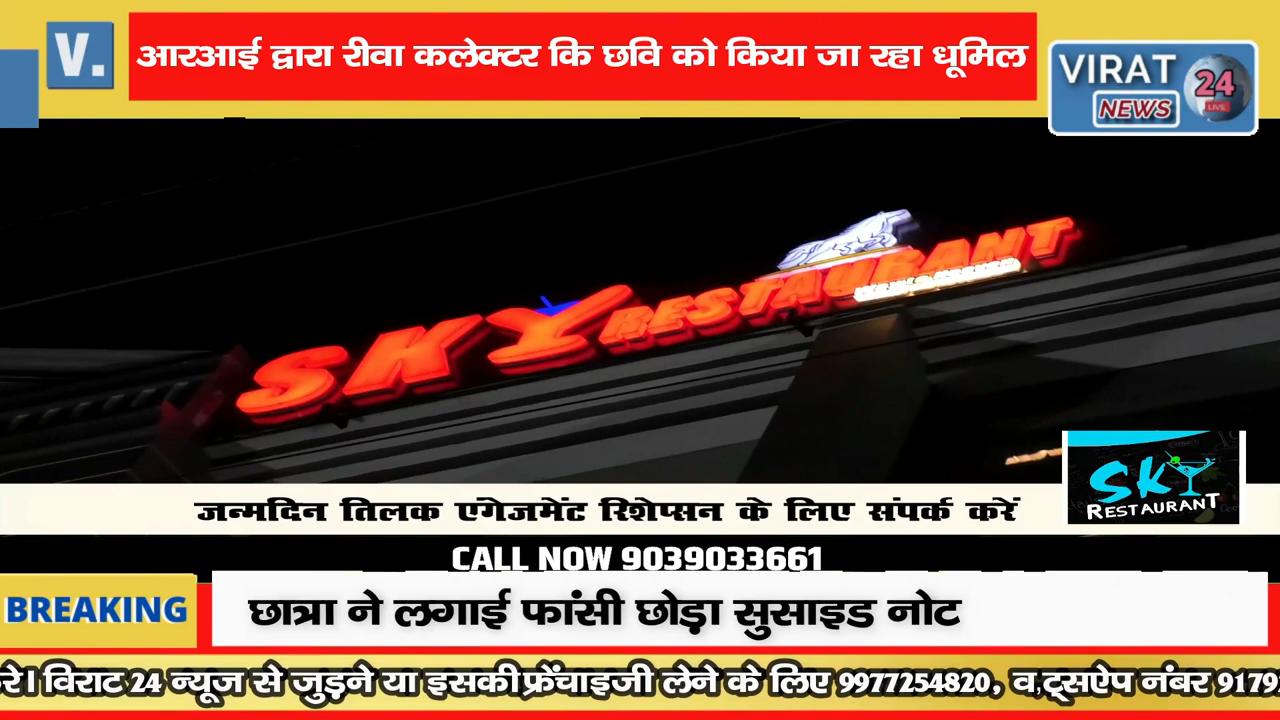 V.
आरआई द्वारा रीवा कलेक्टर कि छवि को किया जा रहा धूमिल
VIRAT
24
LIVE
NEWS
SKY RESTAURANT
SKY
RESTAURANT
जन्मदिन तिलक एंगेजमेंट रिशेप्सन के लिए संपर्क करें
CALL NOW 9039033661
BREAKING
छात्रा ने लगाई फांसी छोड़ा सुसाइड नोट
रे। विराट 24 न्यूज से जुड़ने या इसकी फ्रेंचाइजी लेने के लिए 9977254820, व,ट्सऐप नंबर 9179